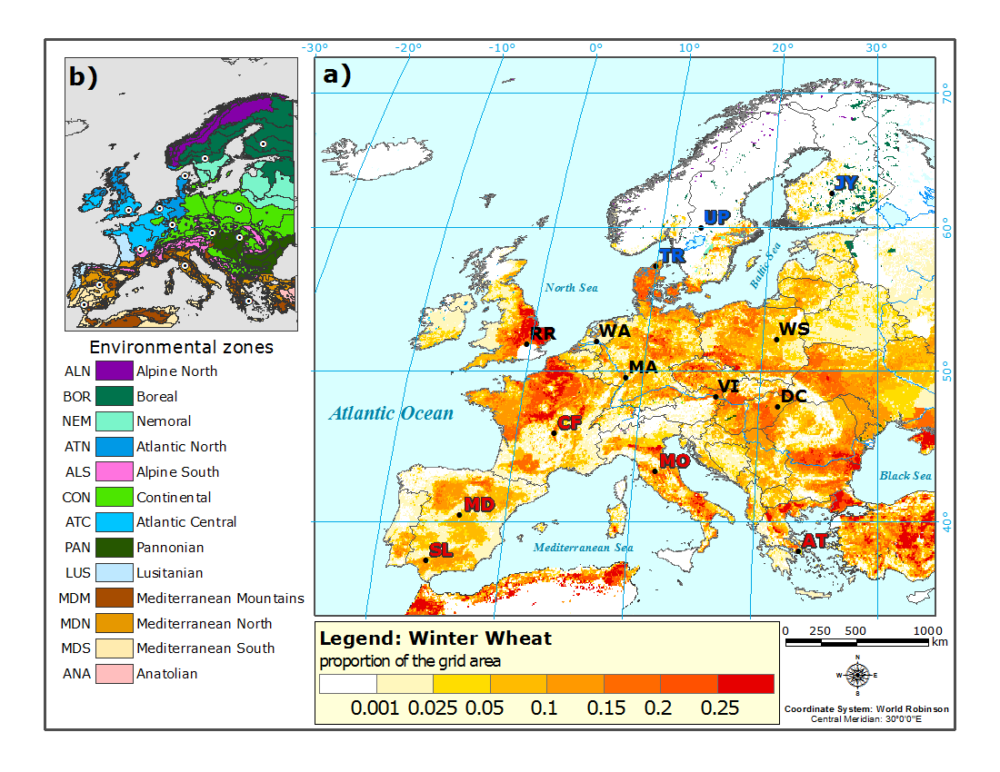 -30°
-20°
-10°
0°
10°
20°
30°
b)
a)
70°
60°
50°
40°
JY
UP
TR
Baltic Sea
North Sea
RR
WA
WS
MA
VI
DC
Atlantic Ocean
CF
MO
Black Sea
MD
Mediterranean Sea
SL
AT
Environmental zones
ALN Alpine North
BOR Boreal
NEM Nemoral
ATN Atlantic North
ALS Alpine South
CON Continental
ATC Atlantic Central
PAN Pannonian
LUS Lusitanian
MDM Mediterranean Mountains
MDN Mediterranean North
MDS Mediterranean South
ANA Anatolian
Legend: Winter Wheat
proportion of the grid area
0.001 0.025 0.05 0.1 0.15 0.2 0.25
0 250 500 1000
km
N
W E
S
Coordinate System: World Robinson
Central Meridian: 30°0'0"E